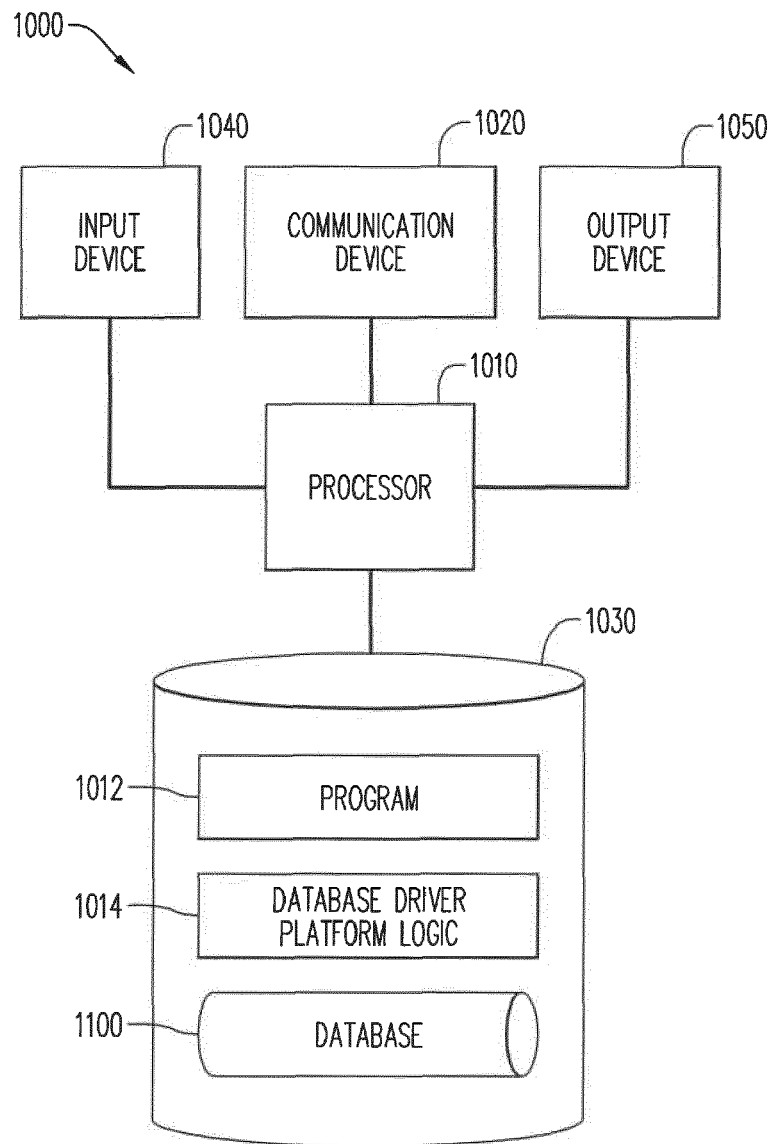 1000
1040
1020
1050
INPUT
DEVICE
COMMUNICATION
DEVICE
OUTPUT
DEVICE
1010
PROCESSOR
1030
1012
PROGRAM
1014
DATABASE DRIVER
PLATFORM LOGIC
1100
DATABASE